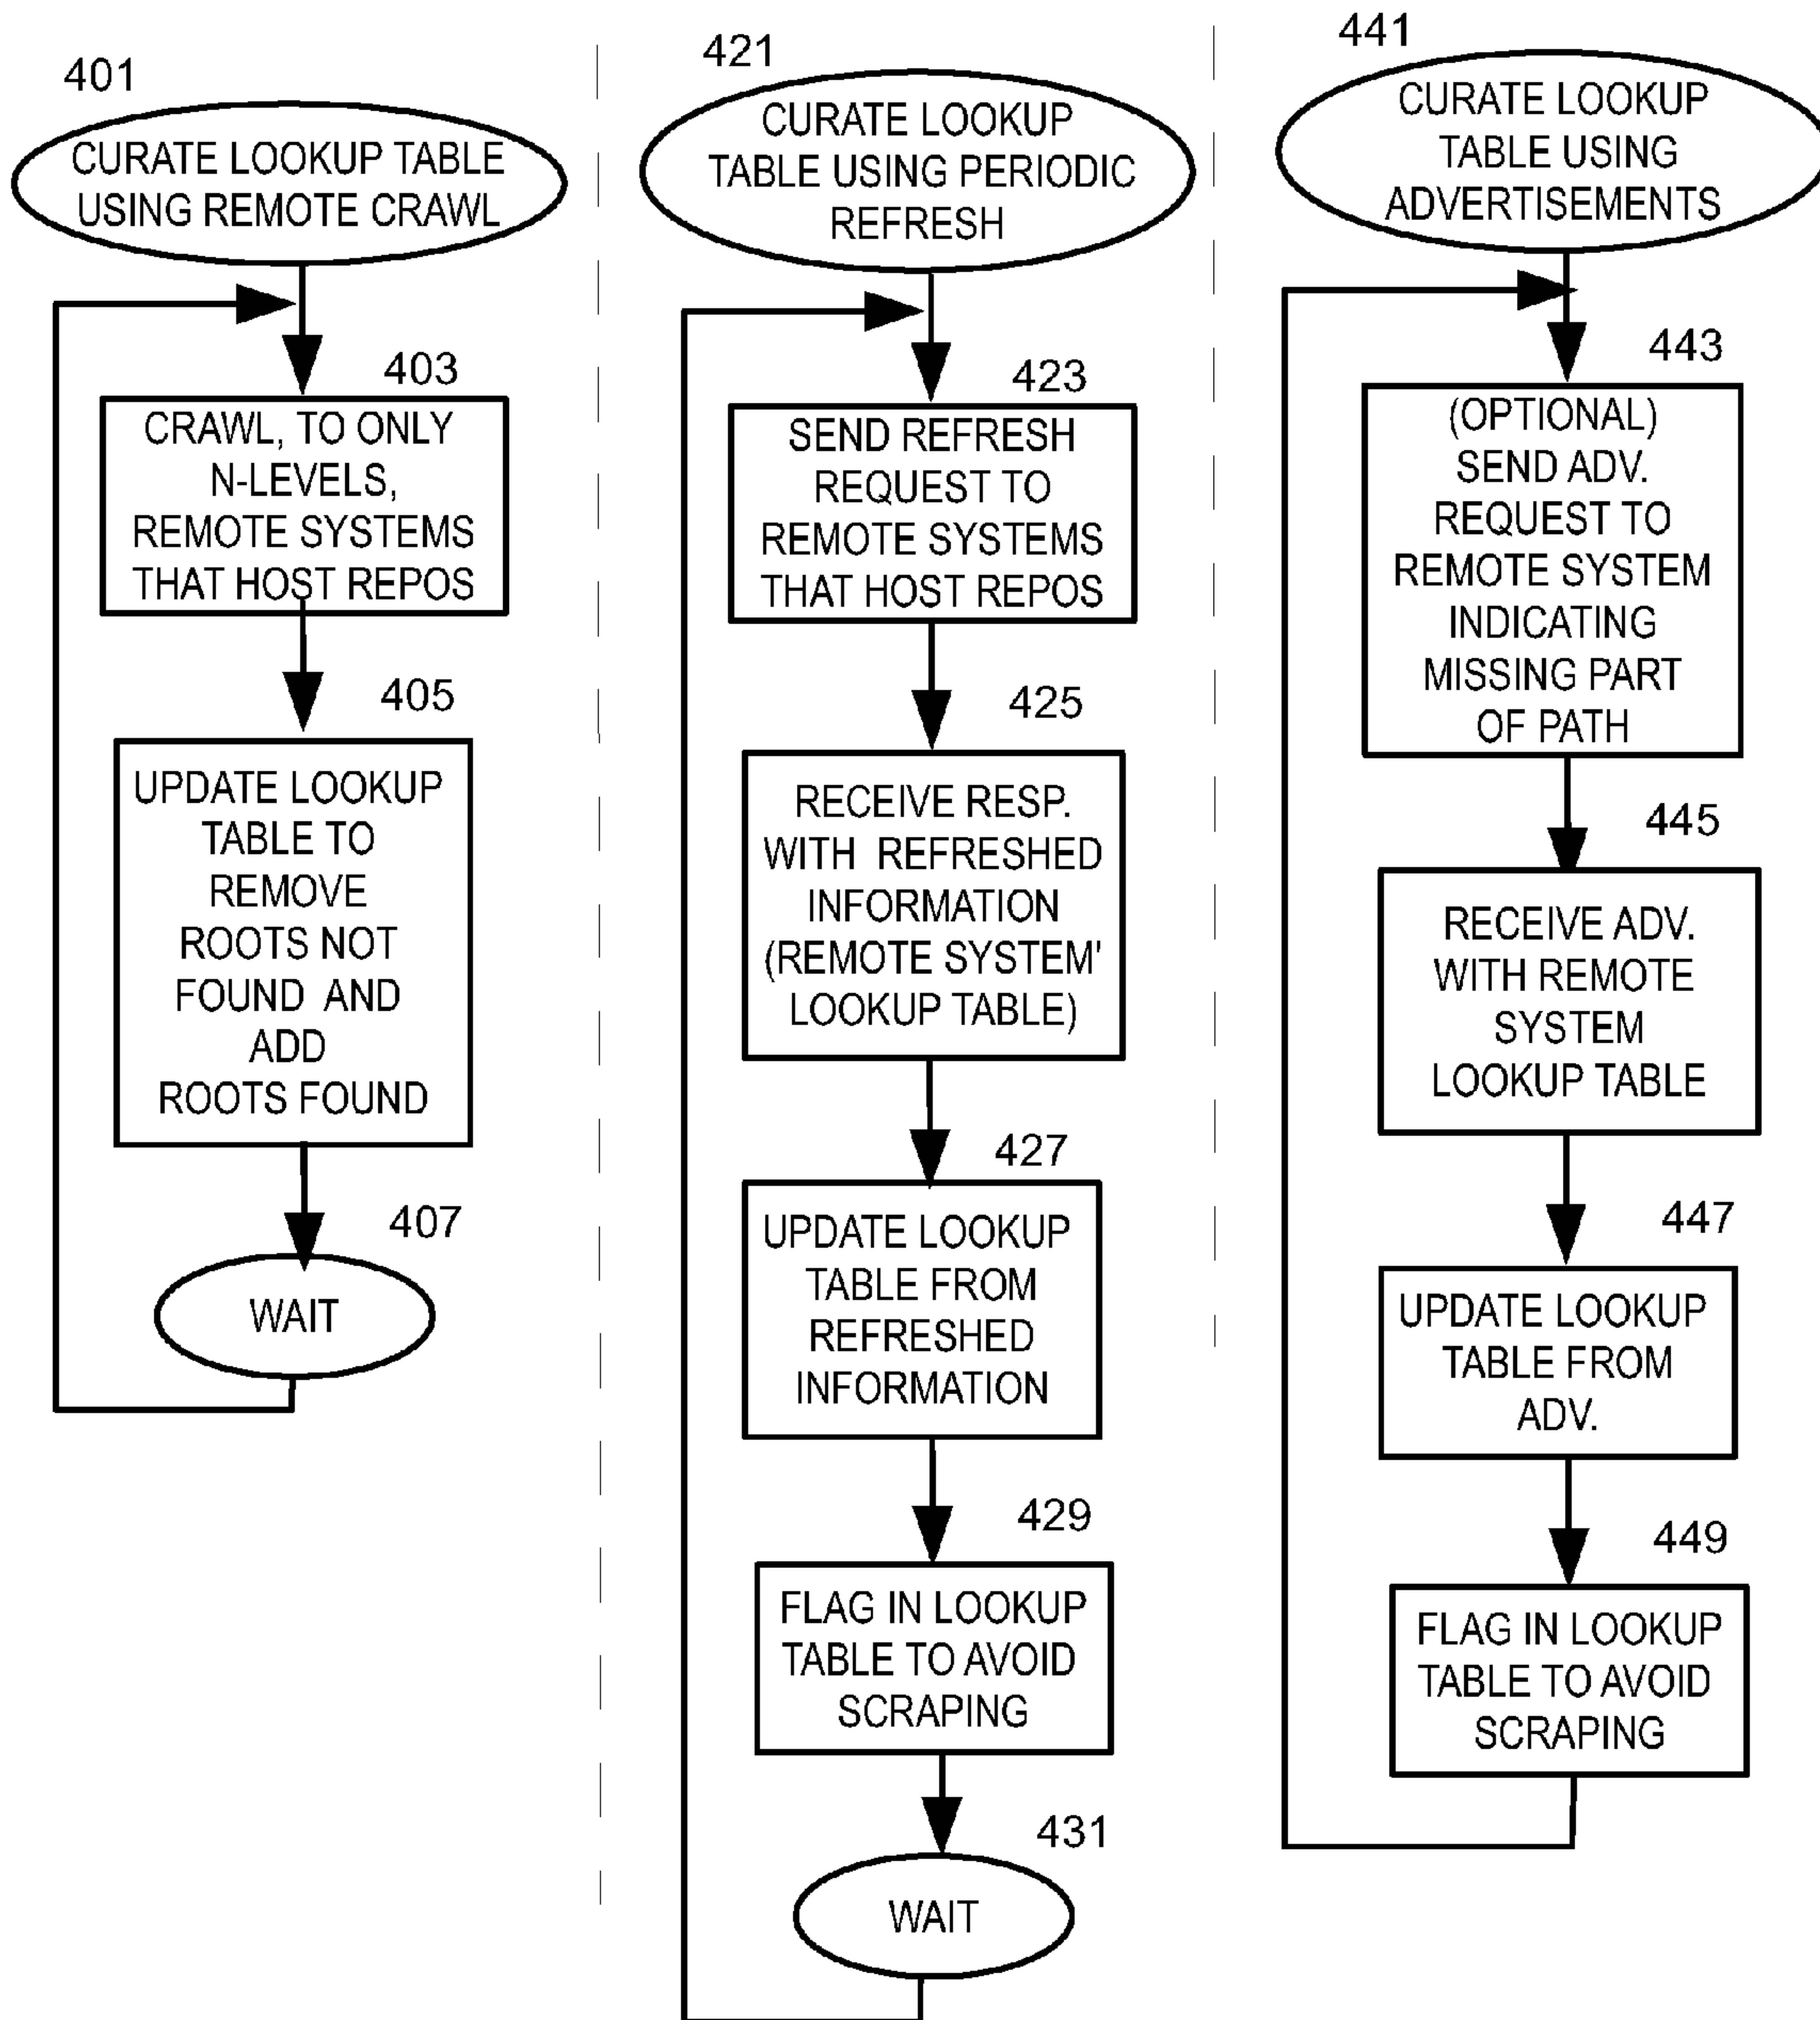 401
CURATE LOOKUP TABLE
USING REMOTE CRAWL
403
CRAWL, TO ONLY
N-LEVELS,
REMOTE SYSTEMS
THAT HOST REPOS
405
UPDATE LOOKUP
TABLE TO
REMOVE
ROOTS NOT
FOUND AND
ADD
ROOTS FOUND
407
WAIT
421
CURATE LOOKUP
TABLE USING PERIODIC
REFRESH
423
SEND REFRESH
REQUEST TO
REMOTE SYSTEMS
THAT HOST REPOS
425
RECEIVE RESP.
WITH REFRESHED
INFORMATION
(REMOTE SYSTEM'
LOOKUP TABLE)
427
UPDATE LOOKUP
TABLE FROM
REFRESHED
INFORMATION
429
FLAG IN LOOKUP
TABLE TO AVOID
SCRAPING
431
WAIT
441
CURATE LOOKUP
TABLE USING
ADVERTISEMENTS
443
(OPTIONAL)
SEND ADV.
REQUEST TO
REMOTE SYSTEM
INDICATING
MISSING PART
OF PATH
445
RECEIVE ADV.
WITH REMOTE
SYSTEM
LOOKUP TABLE
447
UPDATE LOOKUP
TABLE FROM
ADV.
449
FLAG IN LOOKUP
TABLE TO AVOID
SCRAPING